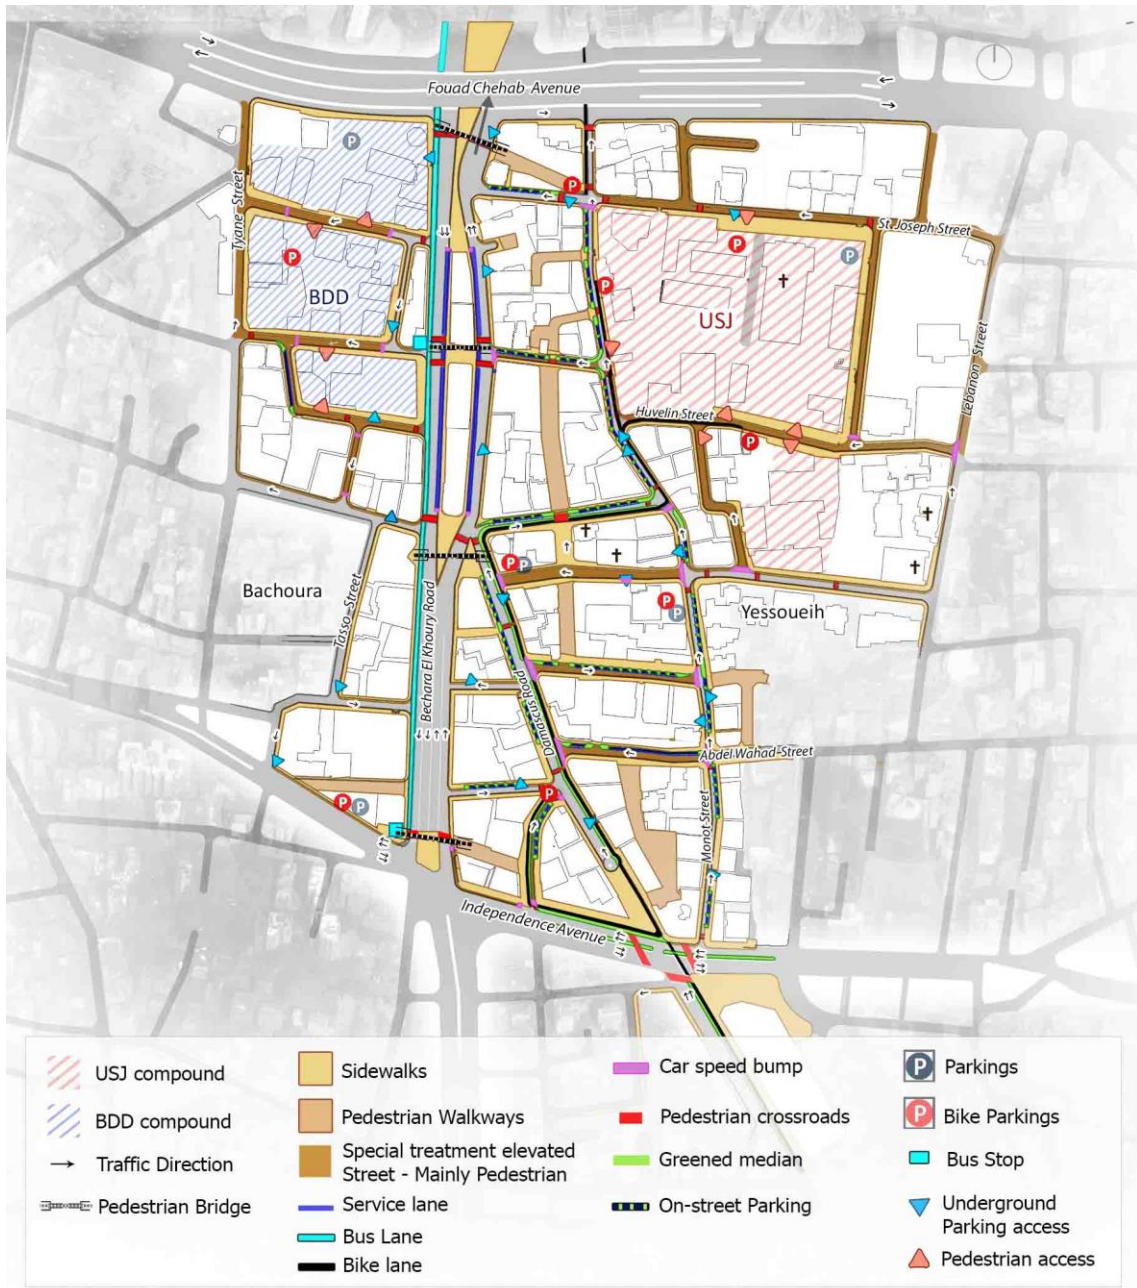 Fouad Chehab Avenue
P
P
Tyane Street
St. Joseph Street
P
P
P
P
BDD
USJ
Lebanon Street
Huvelin Street
P
P
P
Bachoura
Tasso Street
Bechara El Khoury Road
P
P
Yessoueih
Damascus Road
Abdel Wahad Street
P
P
P
Monot Street
Independence Avenue
USJ compound
BDD compound
Traffic Direction
Pedestrian Bridge
Sidewalks
Pedestrian Walkways
Special treatment elevated
Street - Mainly Pedestrian
Service lane
Bus Lane
Bike lane
Car speed bump
Pedestrian crossroads
Greened median
On-street Parking
P Parkings
P Bike Parkings
Bus Stop
Underground
Parking access
Pedestrian access